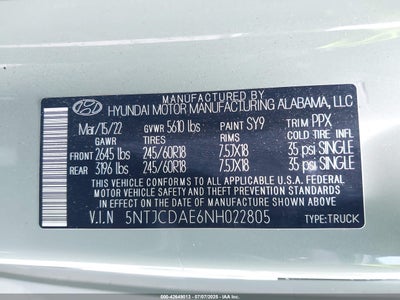 MANUFACTURED BY
HYUNDAI MOTOR MANUFACTURING ALABAMA, LLC
Mar/15/22 GVWR 5610 lbs PAINT SY9 TRIM PPX
GAWR TIRES RIMS COLD TIRE INFL
FRONT 2645 lbs 245/60R18 7.5JX18 35 psi SINGLE
REAR 3196 lbs 245/60R18 7.5JX18 35 psi SINGLE
THIS VEHICLE CONFORMS TO ALL APPLICABLE FEDERAL
MOTOR VEHICLE SAFETY AND THEFT PREVENTION STANDARDS
IN EFFECT ON THE DATE OF MANUFACTURE SHOWN ABOVE.
V.I.N 5NTJCDAE6NH022805 TYPE:TRUCK